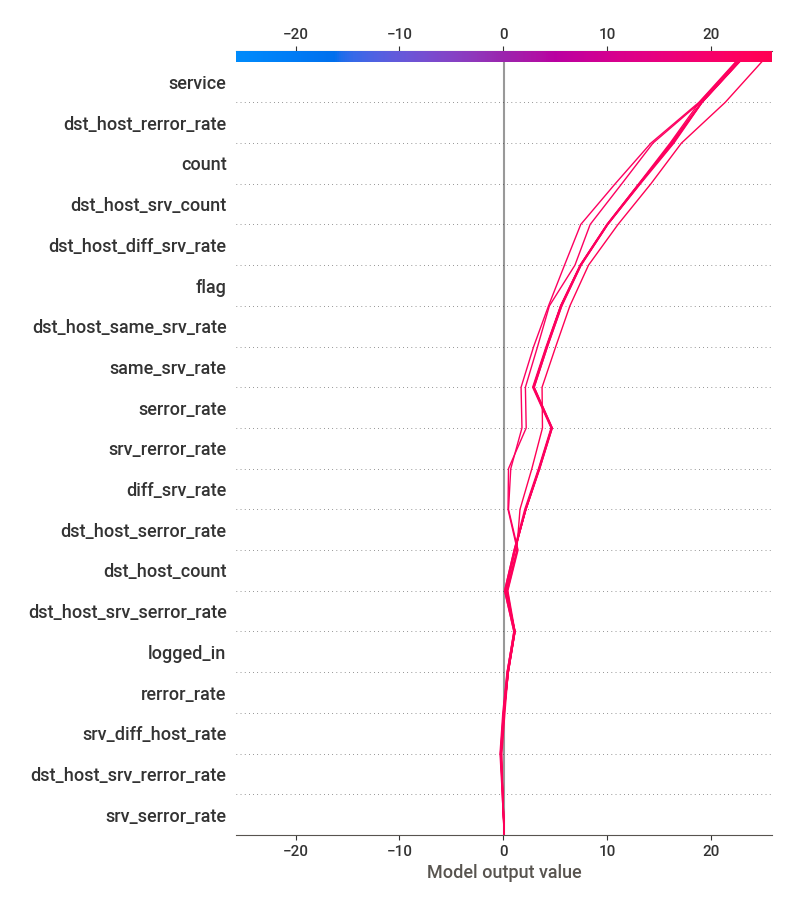 −20 −10 0 10 20
service
dst_host_rerror_rate
count
dst_host_srv_count
dst_host_diff_srv_rate
flag
dst_host_same_srv_rate
same_srv_rate
serror_rate
srv_rerror_rate
diff_srv_rate
dst_host_serror_rate
dst_host_count
dst_host_srv_serror_rate
logged_in
rerror_rate
srv_diff_host_rate
dst_host_srv_rerror_rate
srv_serror_rate
−20 −10 0 10 20
Model output value